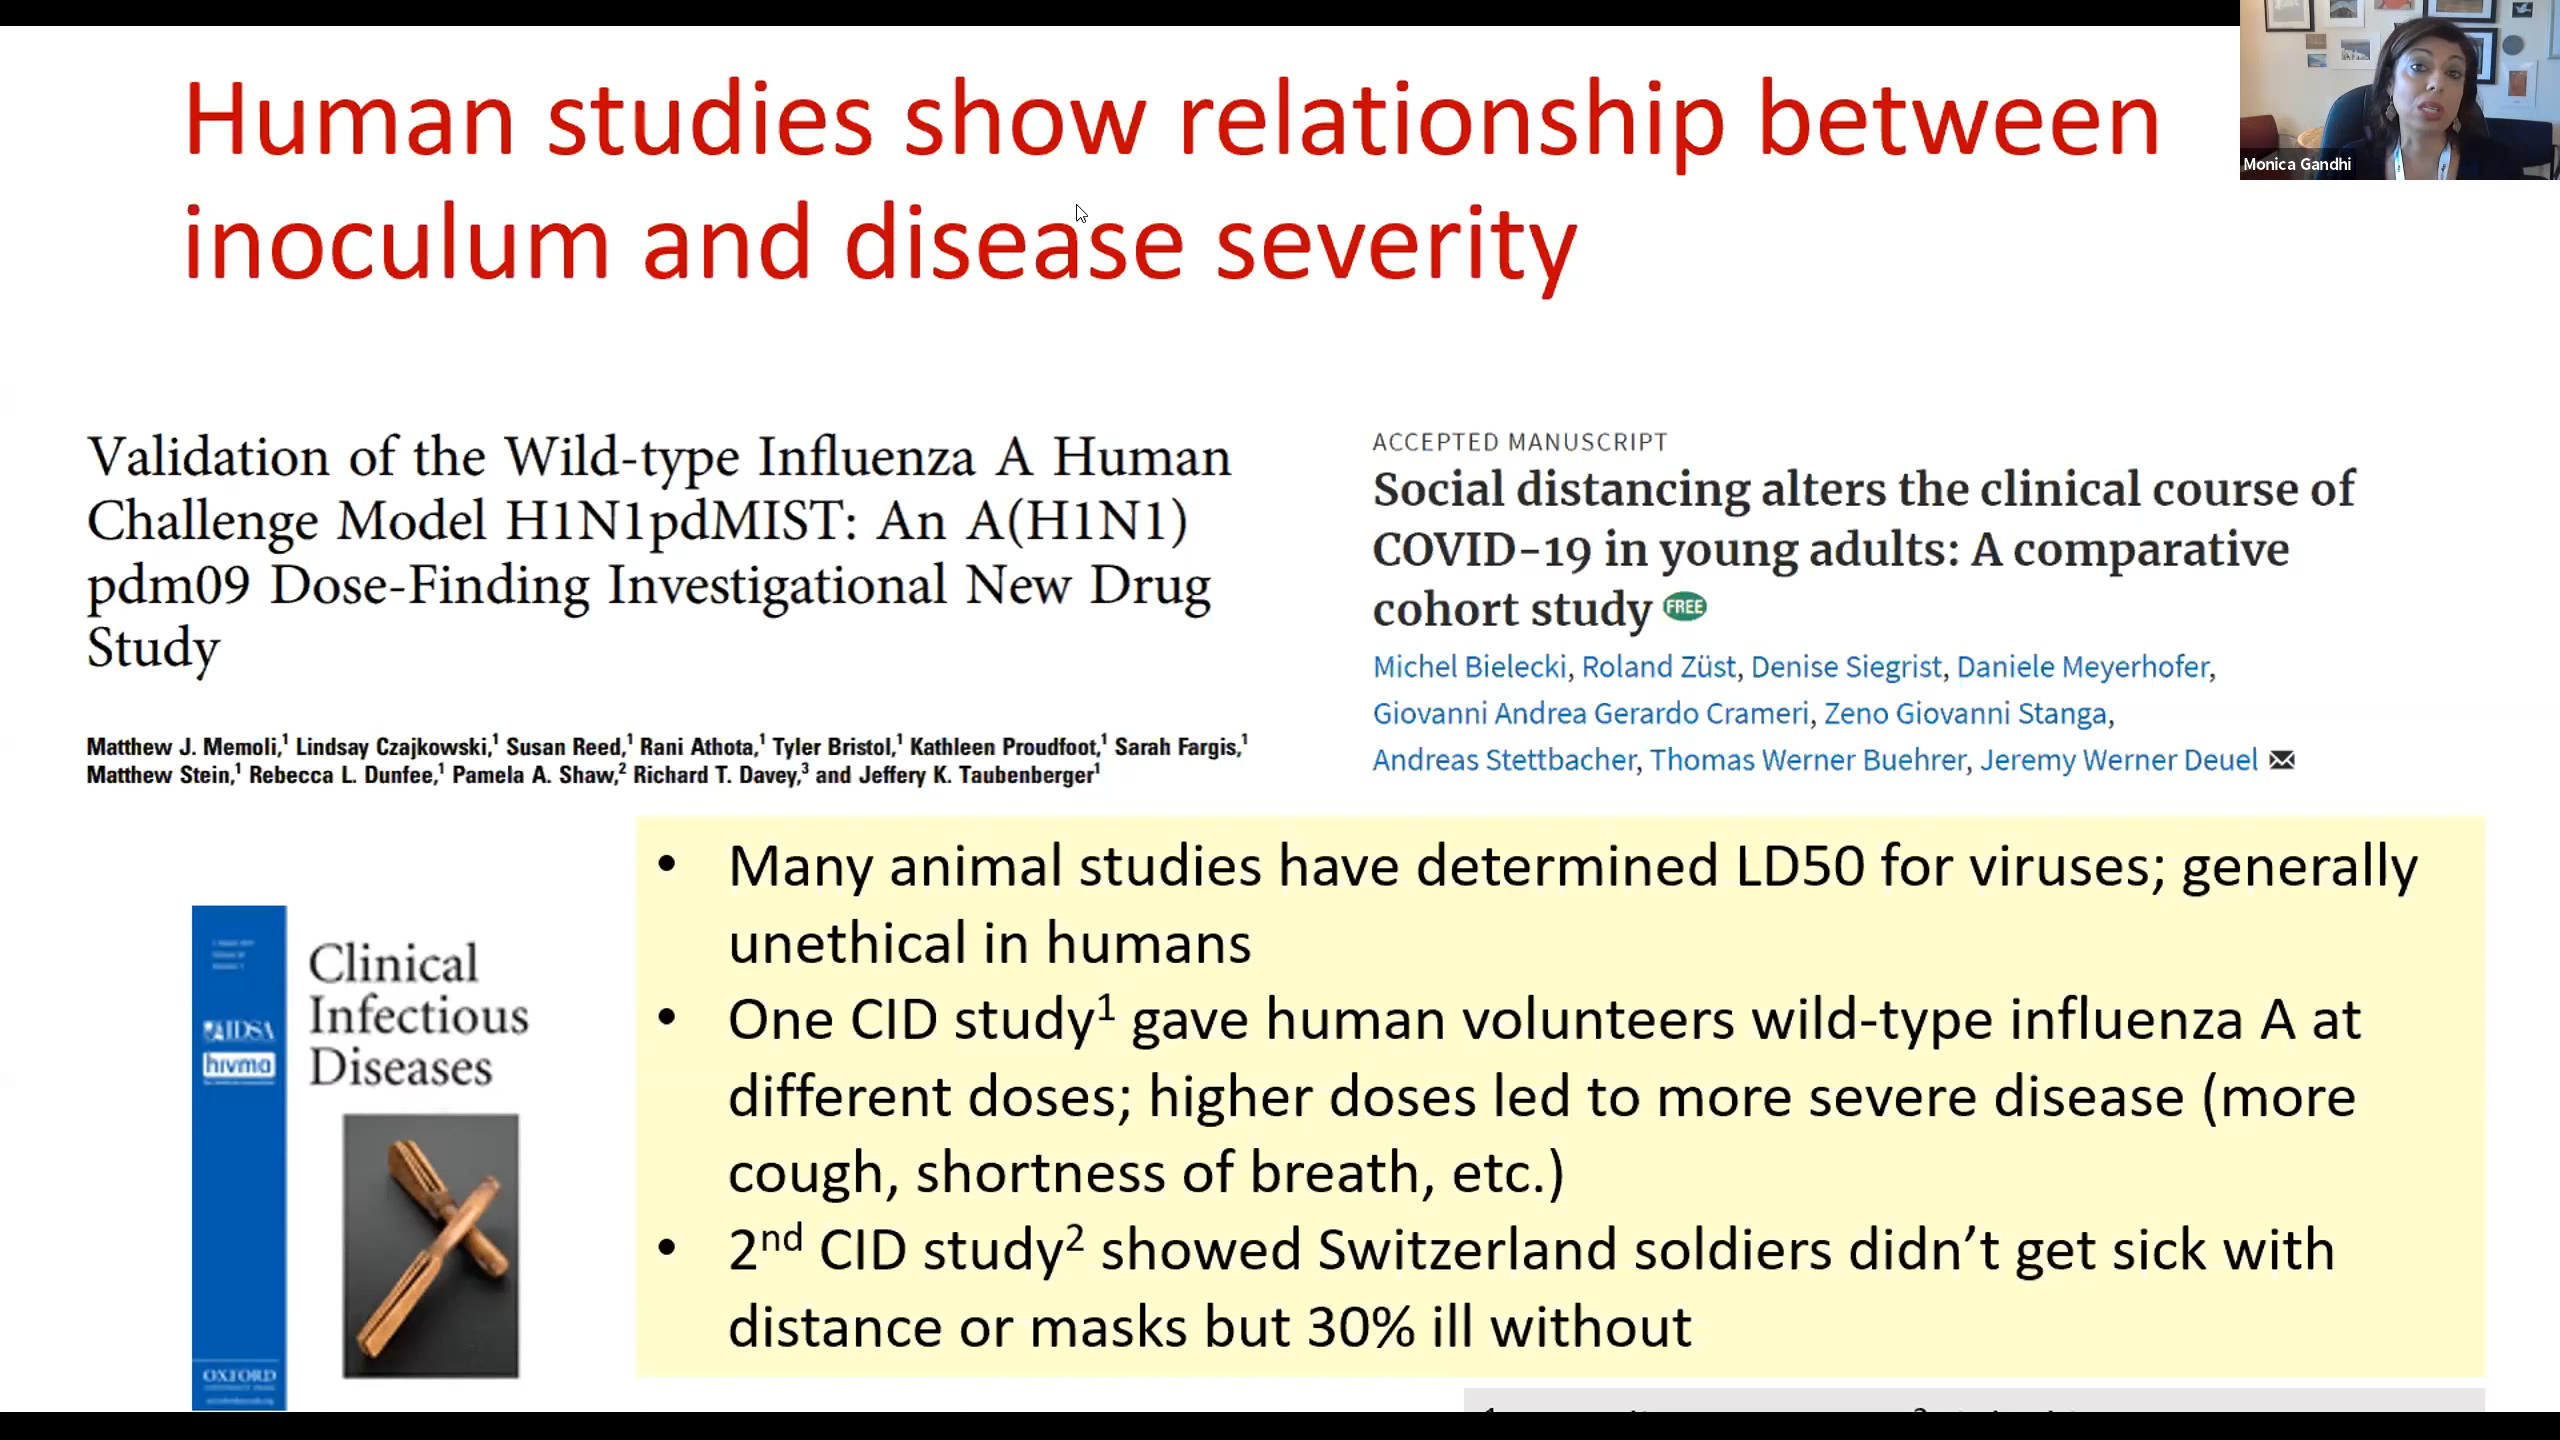 Human studies show relationship between
inoculum and disease severity
Monica Gandhi
Validation of the Wild-type Influenza A Human
Challenge Model H1N1pdMIST: An A(H1N1)
pdm09 Dose-Finding Investigational New Drug
Study
Matthew J. Memoli,¹ Lindsay Czajkowski,¹ Susan Reed,¹ Rani Athota,¹ Tyler Bristol,¹ Kathleen Proudfoot,¹ Sarah Fargis,¹
Matthew Stein,¹ Rebecca L. Dunfee,¹ Pamela A. Shaw,² Richard T. Davey,³ and Jeffery K. Taubenberger¹
ACCEPTED MANUSCRIPT
Social distancing alters the clinical course of
COVID-19 in young adults: A comparative
cohort study FREE
Michel Bielecki, Roland Züst, Denise Siegrist, Daniele Meyerhofer,
Giovanni Andrea Gerardo Crameri, Zeno Giovanni Stanga,
Andreas Stettbacher, Thomas Werner Buehrer, Jeremy Werner Deuel
IDSA
hivma
OXFORD
Clinical
Infectious
Diseases
• Many animal studies have determined LD50 for viruses; generally
unethical in humans
• One CID study¹ gave human volunteers wild-type influenza A at
different doses; higher doses led to more severe disease (more
cough, shortness of breath, etc.)
• 2nd CID study² showed Switzerland soldiers didn’t get sick with
distance or masks but 30% ill without